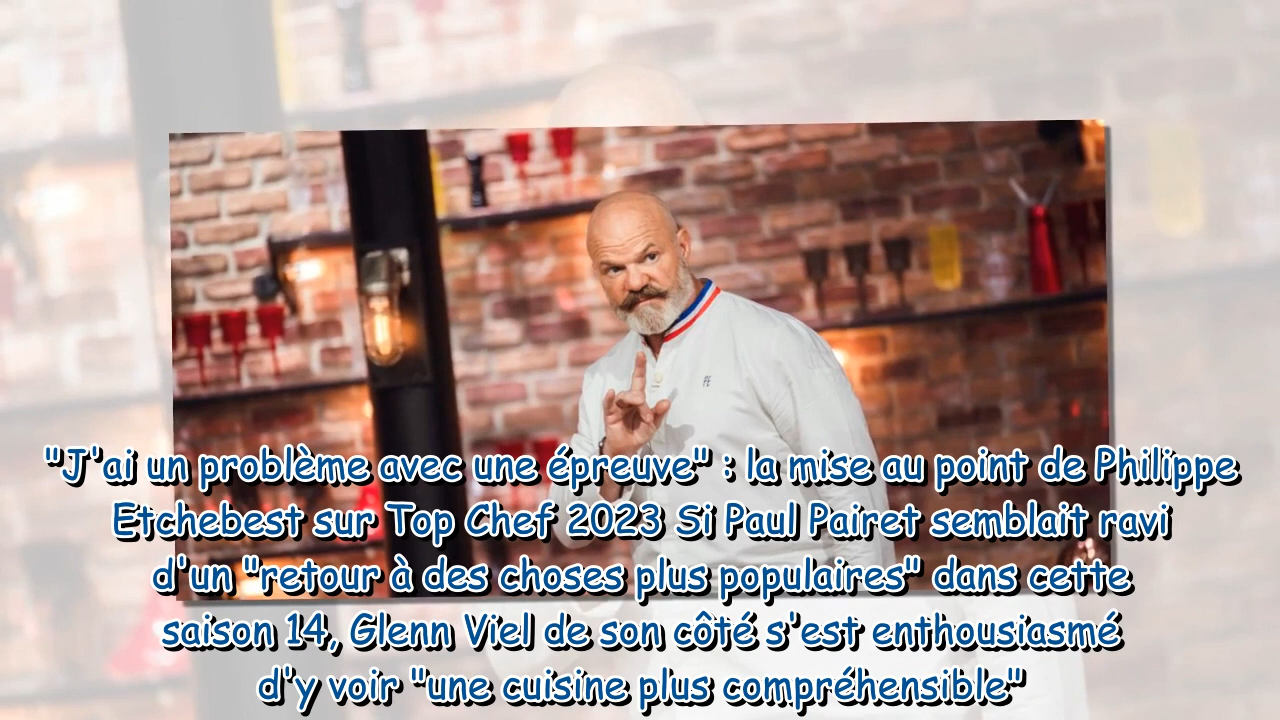 PE
"J'ai un problème avec une épreuve" : la mise au point de Philippe
Etchebest sur Top Chef 2023 Si Paul Pairet semblait ravi
d'un "retour à des choses plus populaires" dans cette
saison 14, Glenn Viel de son côté s'est enthousiasmé
d'y voir "une cuisine plus compréhensible"